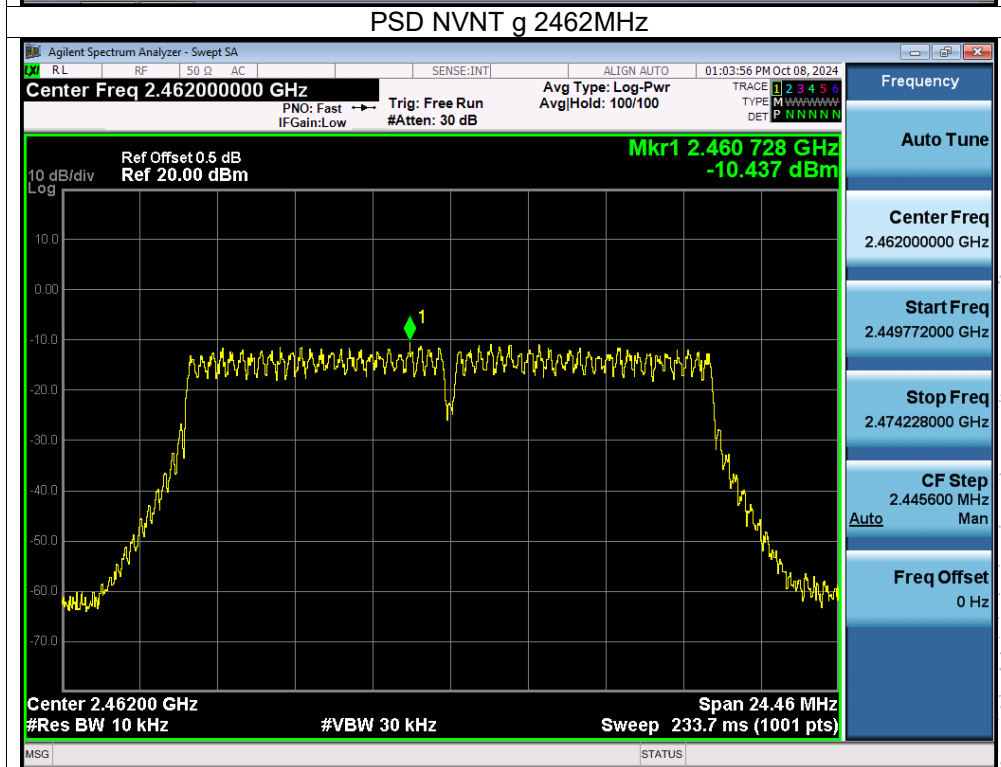 PSD NVNT g 2462MHz
Agilent Spectrum Analyzer - Swept SA
LXI RL RF 50 Ω AC SENSE:INT ALIGN AUTO 01:03:56 PM Oct 08, 2024
Center Freq 2.462000000 GHz
PNO: Fast
IFGain:Low
Trig: Free Run
#Atten: 30 dB
Avg Type: Log-Pwr
Avg|Hold: 100/100
TRACE 1 2 3 4 5 6
TYPE M WWWWW
DET P N N N N N
Mkr1 2.460 728 GHz
-10.437 dBm
Ref Offset 0.5 dB
10 dB/div Ref 20.00 dBm
Log
10.0
0.00
-10.0
-20.0
-30.0
-40.0
-50.0
-60.0
-70.0
1
Center 2.46200 GHz Span 24.46 MHz
#Res BW 10 kHz #VBW 30 kHz Sweep 233.7 ms (1001 pts)
MSG STATUS
Frequency
Auto Tune
Center Freq
2.462000000 GHz
Start Freq
2.449772000 GHz
Stop Freq
2.474228000 GHz
CF Step
2.445600 MHz
Auto Man
Freq Offset
0 Hz